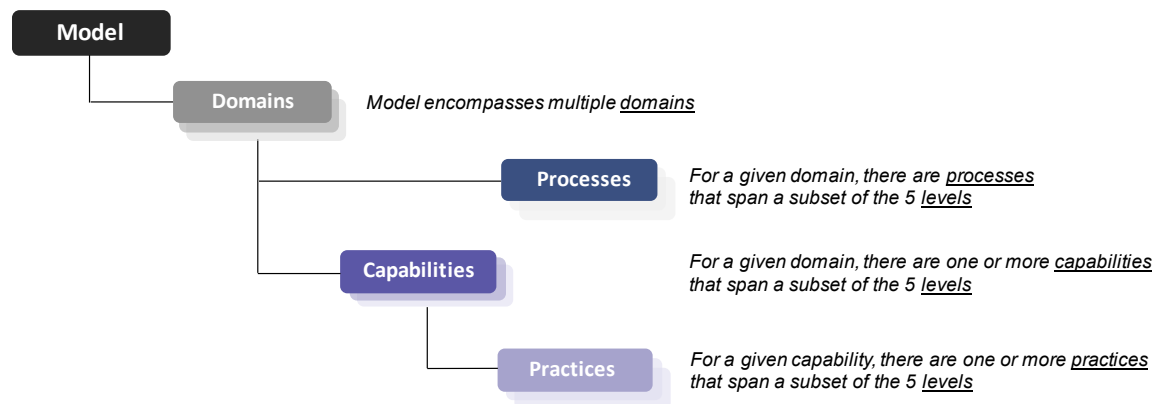 Model
Domains
Model encompasses multiple domains
Processes
For a given domain, there are processes
that span a subset of the 5 levels
Capabilities
For a given domain, there are one or more capabilities
that span a subset of the 5 levels
Practices
For a given capability, there are one or more practices
that span a subset of the 5 levels